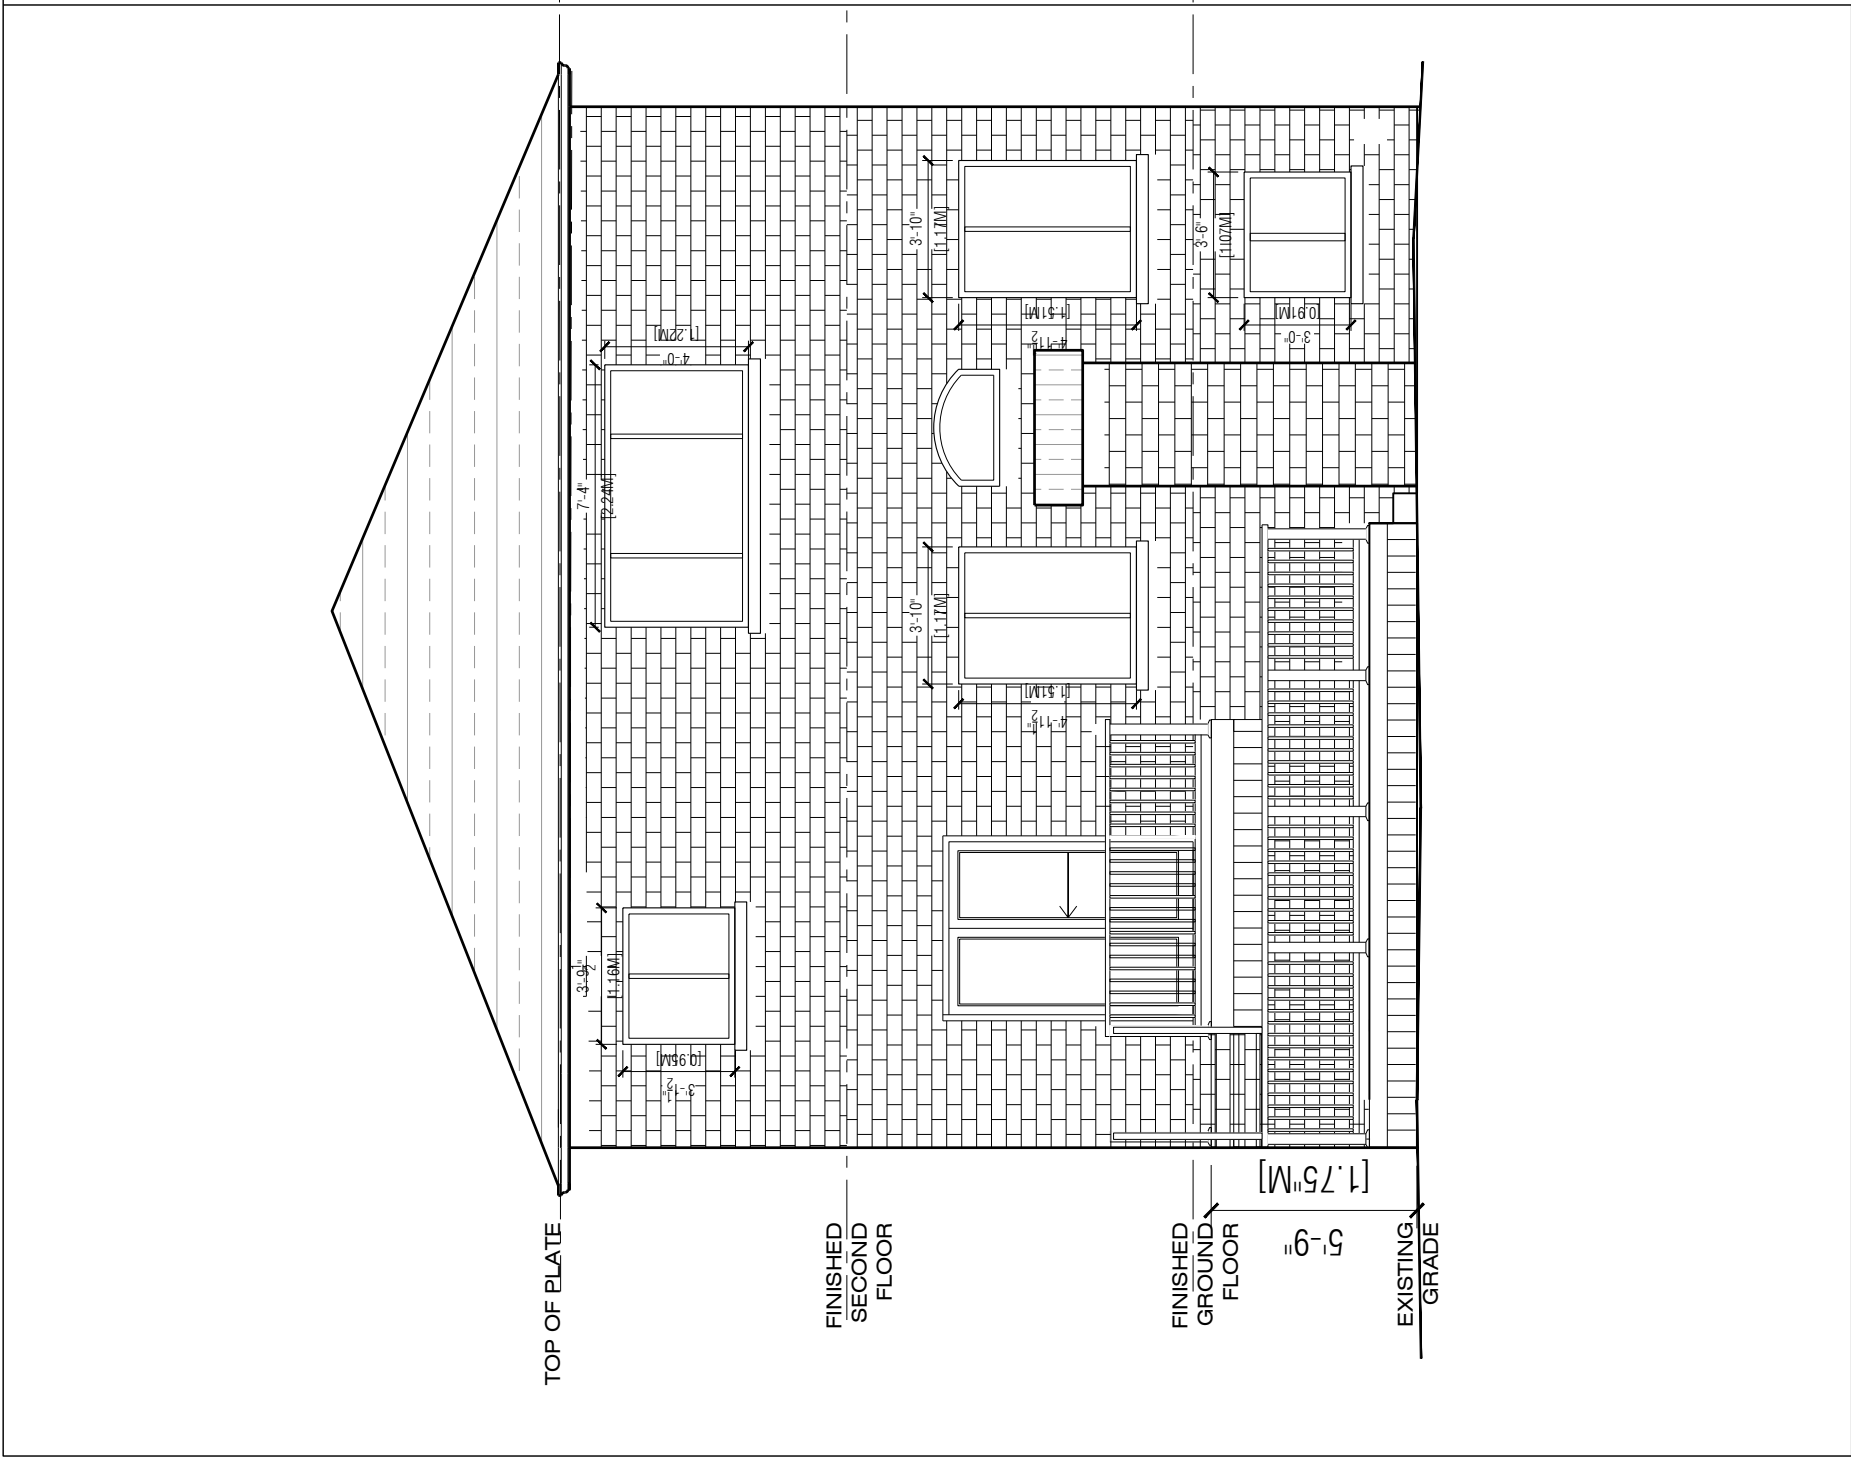 TOP OF PLATE
FINISHED
SECOND
FLOOR
FINISHED
GROUND
FLOOR
EXISTING
GRADE
5'-9"
[1.75"M]
3'-9½"
[1.16M]
3'-1½"
[0.95M]
7'-4"
[2.24M]
4'-0"
[1.22M]
3'-10"
[1.17M]
4'-11½"
[1.51M]
3'-10"
[1.17M]
4'-11½"
[1.51M]
3'-6"
[1.07M]
3'-0"
[0.91M]